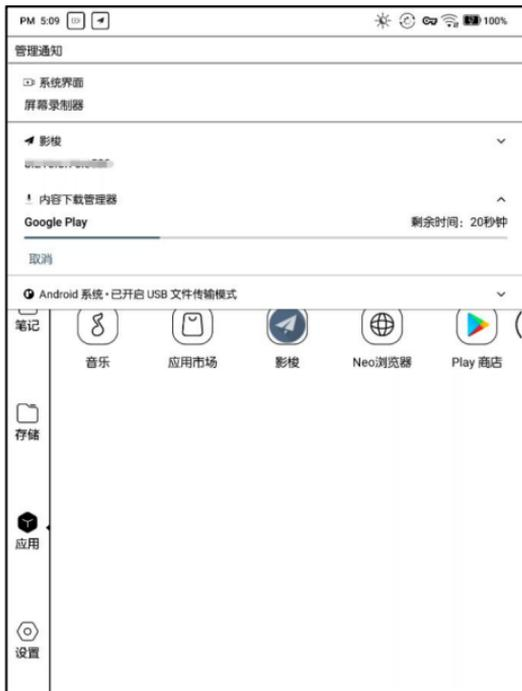 PM 5:09
100%
管理通知
系统界面
屏幕录制器
影梭
内容下载管理器
Google Play 剩余时间：20秒钟
取消
Android 系统 • 已开启 USB 文件传输模式
笔记
音乐 应用市场 影梭 Neo浏览器 Play 商店
存储
应用
设置